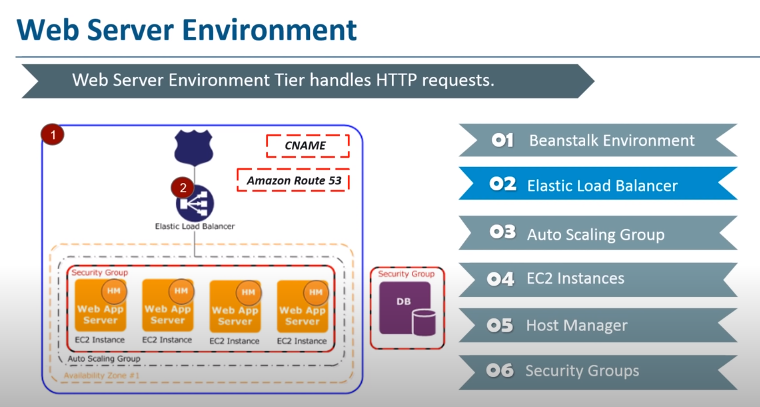 Web Server Environment
Web Server Environment Tier handles HTTP requests.
1
CNAME
Amazon Route 53
2
Elastic Load Balancer
Security Group
HM
Web App
Server
EC2 Instance
HM
Web App
Server
EC2 Instance
HM
Web App
Server
EC2 Instance
HM
Web App
Server
EC2 Instance
Auto Scaling Group
Availability Zone #1
Security Group
DB
01 Beanstalk Environment
02 Elastic Load Balancer
03 Auto Scaling Group
04 EC2 Instances
05 Host Manager
06 Security Groups